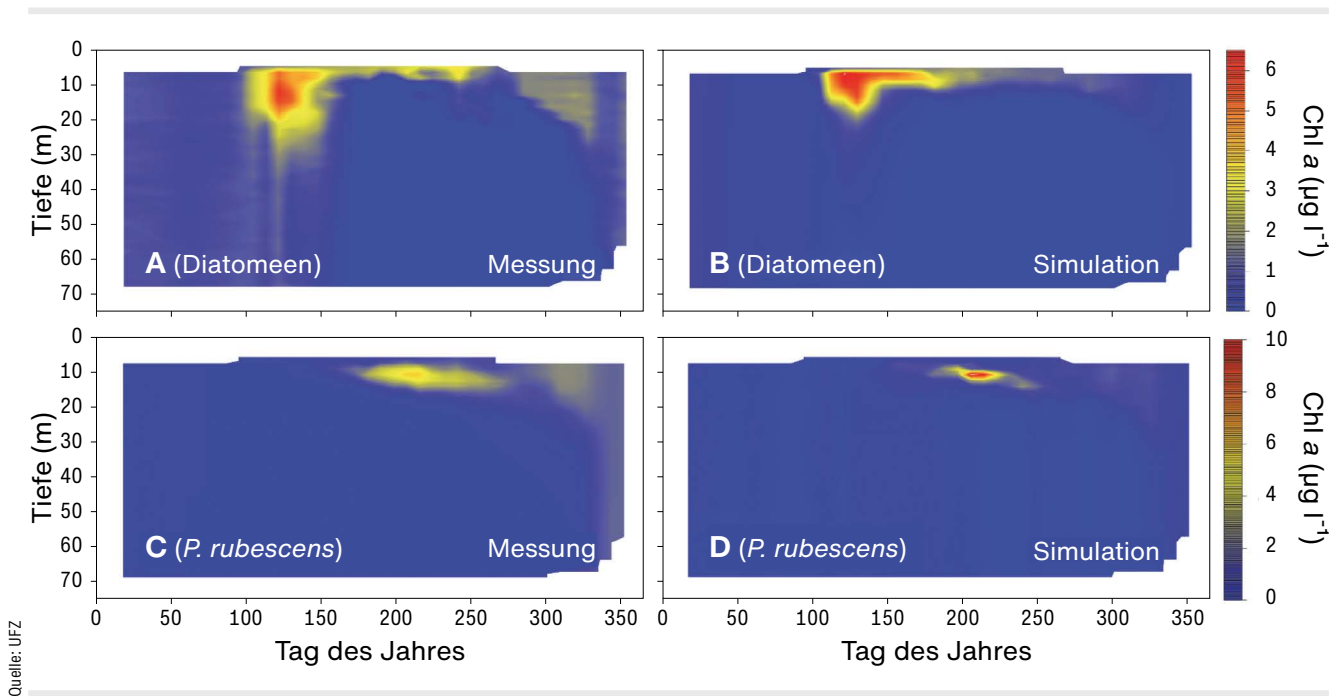 0
10
20
30
40
50
60
70
Tiefe (m)
A (Diatomeen) Messung
B (Diatomeen) Simulation
6
5
4
3
2
1
0
Chl a (µg l⁻¹)
0
10
20
30
40
50
60
70
Tiefe (m)
C (P. rubescens) Messung
D (P. rubescens) Simulation
10
8
6
4
2
0
Chl a (µg l⁻¹)
0 50 100 150 200 250 300 350
0 50 100 150 200 250 300 350
Tag des Jahres
Tag des Jahres
Quelle: UFZ